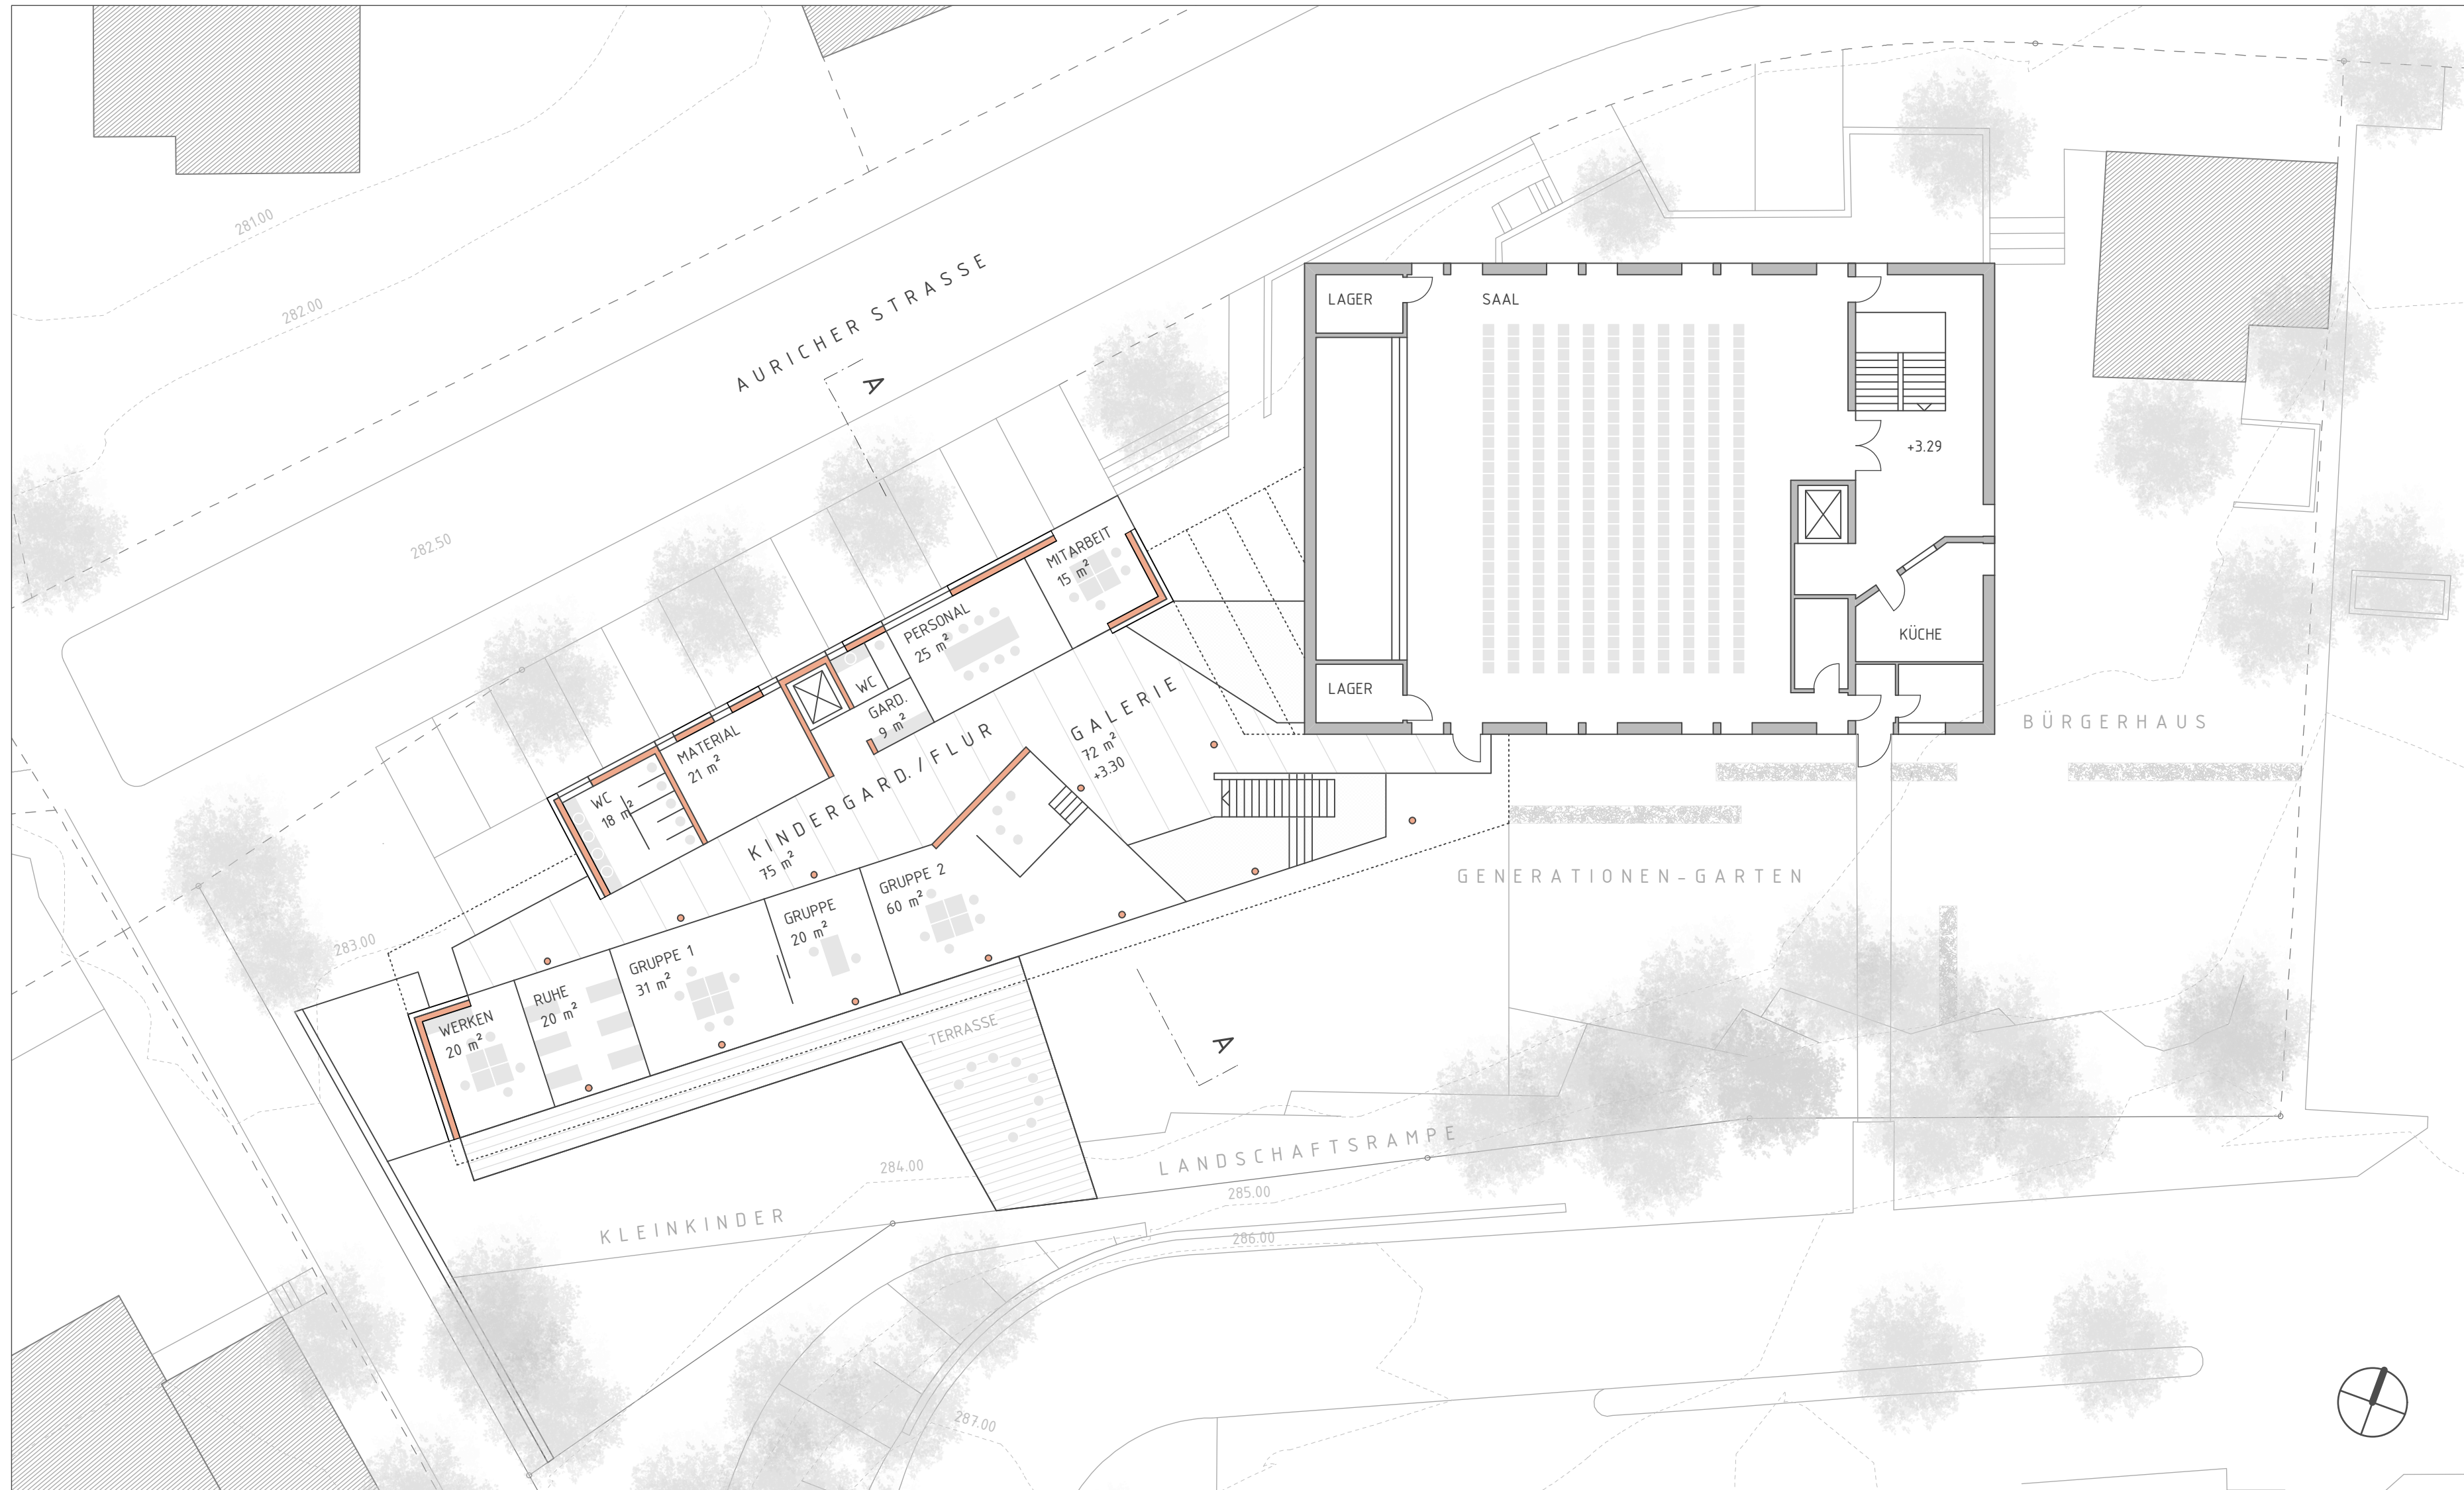 281.00
282.00
282.50
AURICHER STRASSE
A
LAGER
SAAL
+3.29
KÜCHE
LAGER
BÜRGERHAUS
MITARBEIT
15 m²
PERSONAL
25 m²
WC
GARD.
9 m²
MATERIAL
21 m²
WC
18 m²
KINDERGARD. / FLUR
75 m²
GALERIE
72 m²
+3.30
GRUPPE 2
60 m²
GRUPPE
20 m²
GRUPPE 1
31 m²
RUHE
20 m²
WERKEN
20 m²
283.00
GENERATIONEN-GARTEN
TERRASSE
A
LANDSCHAFTSRAMPE
284.00
285.00
KLEINKINDER
286.00
287.00